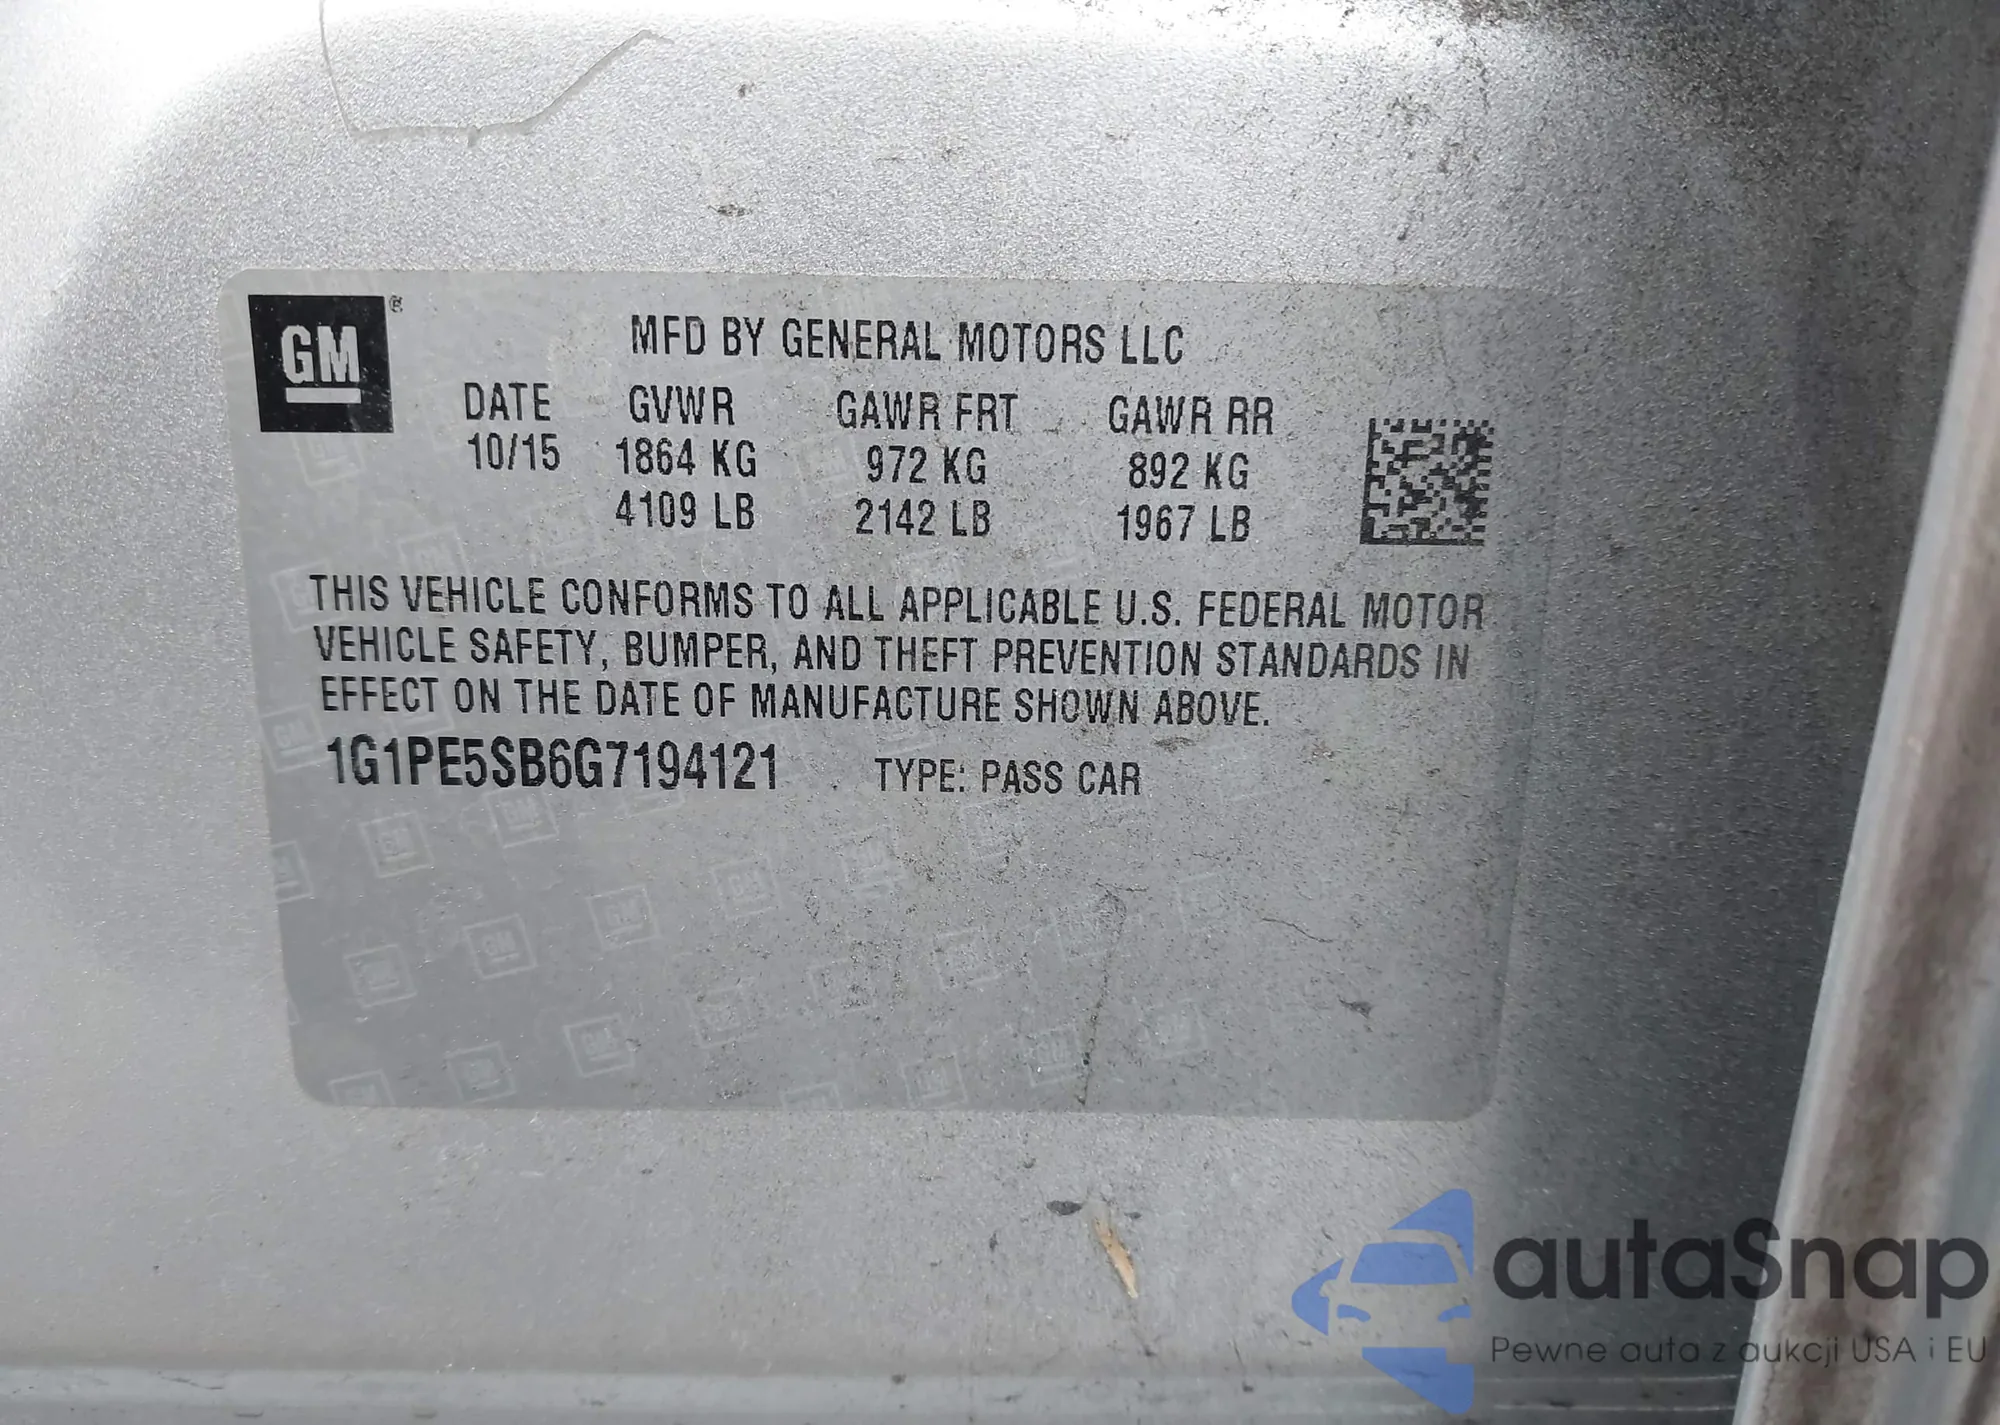 GM ®
MFD BY GENERAL MOTORS LLC
DATE GVWR GAWR FRT GAWR RR
10/15 1864 KG 972 KG 892 KG
4109 LB 2142 LB 1967 LB
THIS VEHICLE CONFORMS TO ALL APPLICABLE U.S. FEDERAL MOTOR
VEHICLE SAFETY, BUMPER, AND THEFT PREVENTION STANDARDS IN
EFFECT ON THE DATE OF MANUFACTURE SHOWN ABOVE.
1G1PE5SB6G7194121 TYPE: PASS CAR
autaSnap
Pewne auta z aukcji USA i EU